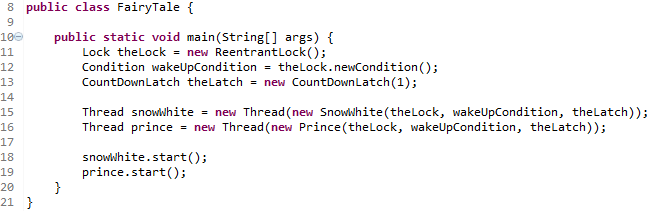 8 public class FairyTale {
9
10 public static void main(String[] args) {
11 Lock theLock = new ReentrantLock();
12 Condition wakeUpCondition = theLock.newCondition();
13 CountDownLatch theLatch = new CountDownLatch(1);
14
15 Thread snowWhite = new Thread(new SnowWhite(theLock, wakeUpCondition, theLatch));
16 Thread prince = new Thread(new Prince(theLock, wakeUpCondition, theLatch));
17
18 snowWhite.start();
19 prince.start();
20 }
21 }